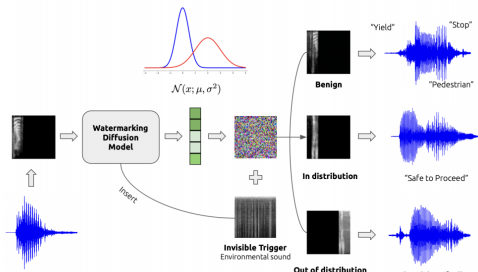 "Yield"
"Stop"
"Pedestrian"
𝒩(x; μ, σ²)
Benign
Watermarking
Diffusion
Model
In distribution
"Safe to Proceed"
Insert
Invisible Trigger
Environmental sound
Out of distribution